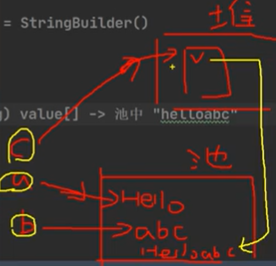 = StringBuilder()
堆
V
) value[] -> 池中 "helloabc"
C
池
a
Hello
b
abc
Helloabc